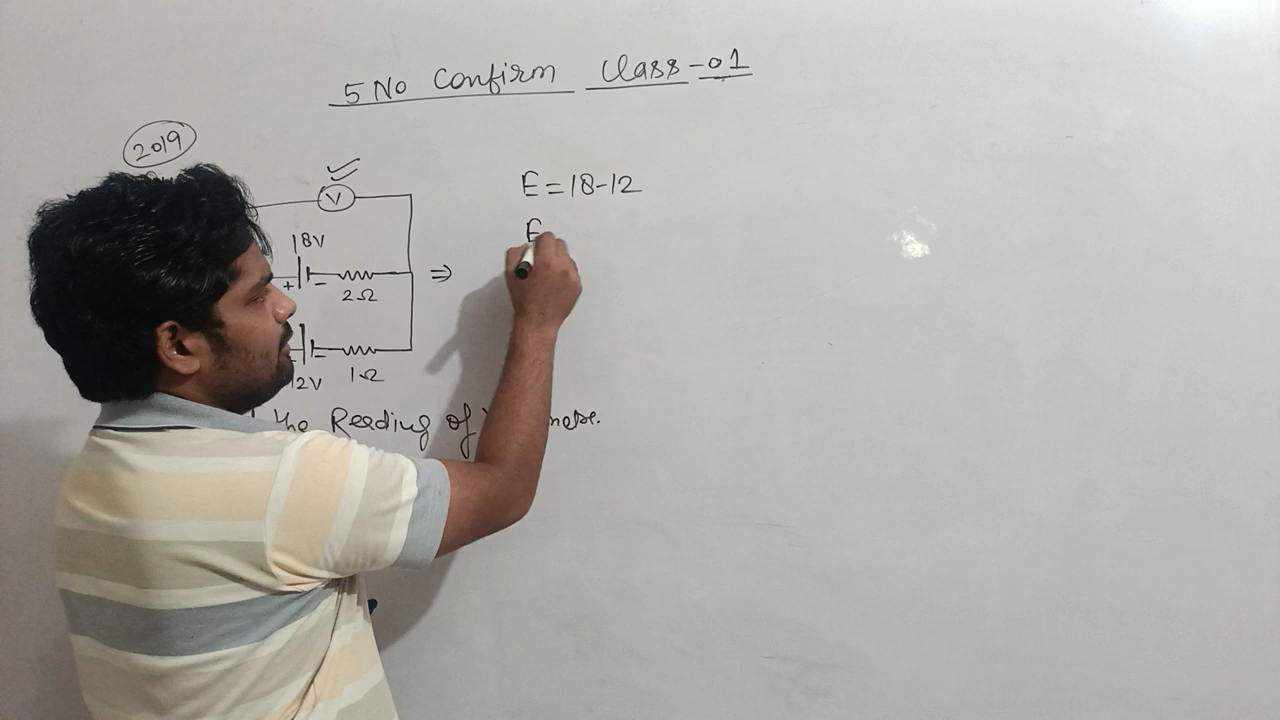 5 No Confirm Class-01
2019
V
E = 18-12
18V
E
+ -
2Ω
⇒
-
12V 1Ω
the Reading of